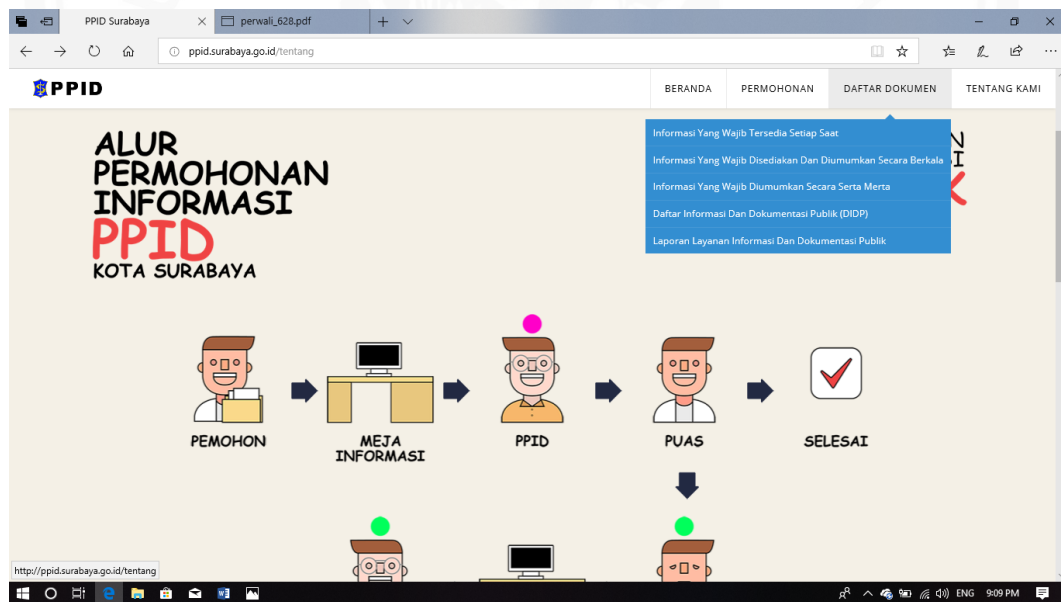 PPID Surabaya
perwali_628.pdf
ppid.surabaya.go.id/tentang
PPID
BERANDA
PERMOHONAN
DAFTAR DOKUMEN
TENTANG KAMI
Informasi Yang Wajib Tersedia Setiap Saat
Informasi Yang Wajib Disediakan Dan Diumumkan Secara Berkala
Informasi Yang Wajib Diumumkan Secara Serta Merta
Daftar Informasi Dan Dokumentasi Publik (DIDP)
Laporan Layanan Informasi Dan Dokumentasi Publik
ALUR
PERMOHONAN
INFORMASI
PPID
KOTA SURABAYA
PEMOHON
MEJA
INFORMASI
PPID
PUAS
SELESAI
http://ppid.surabaya.go.id/tentang
ENG
9:09 PM